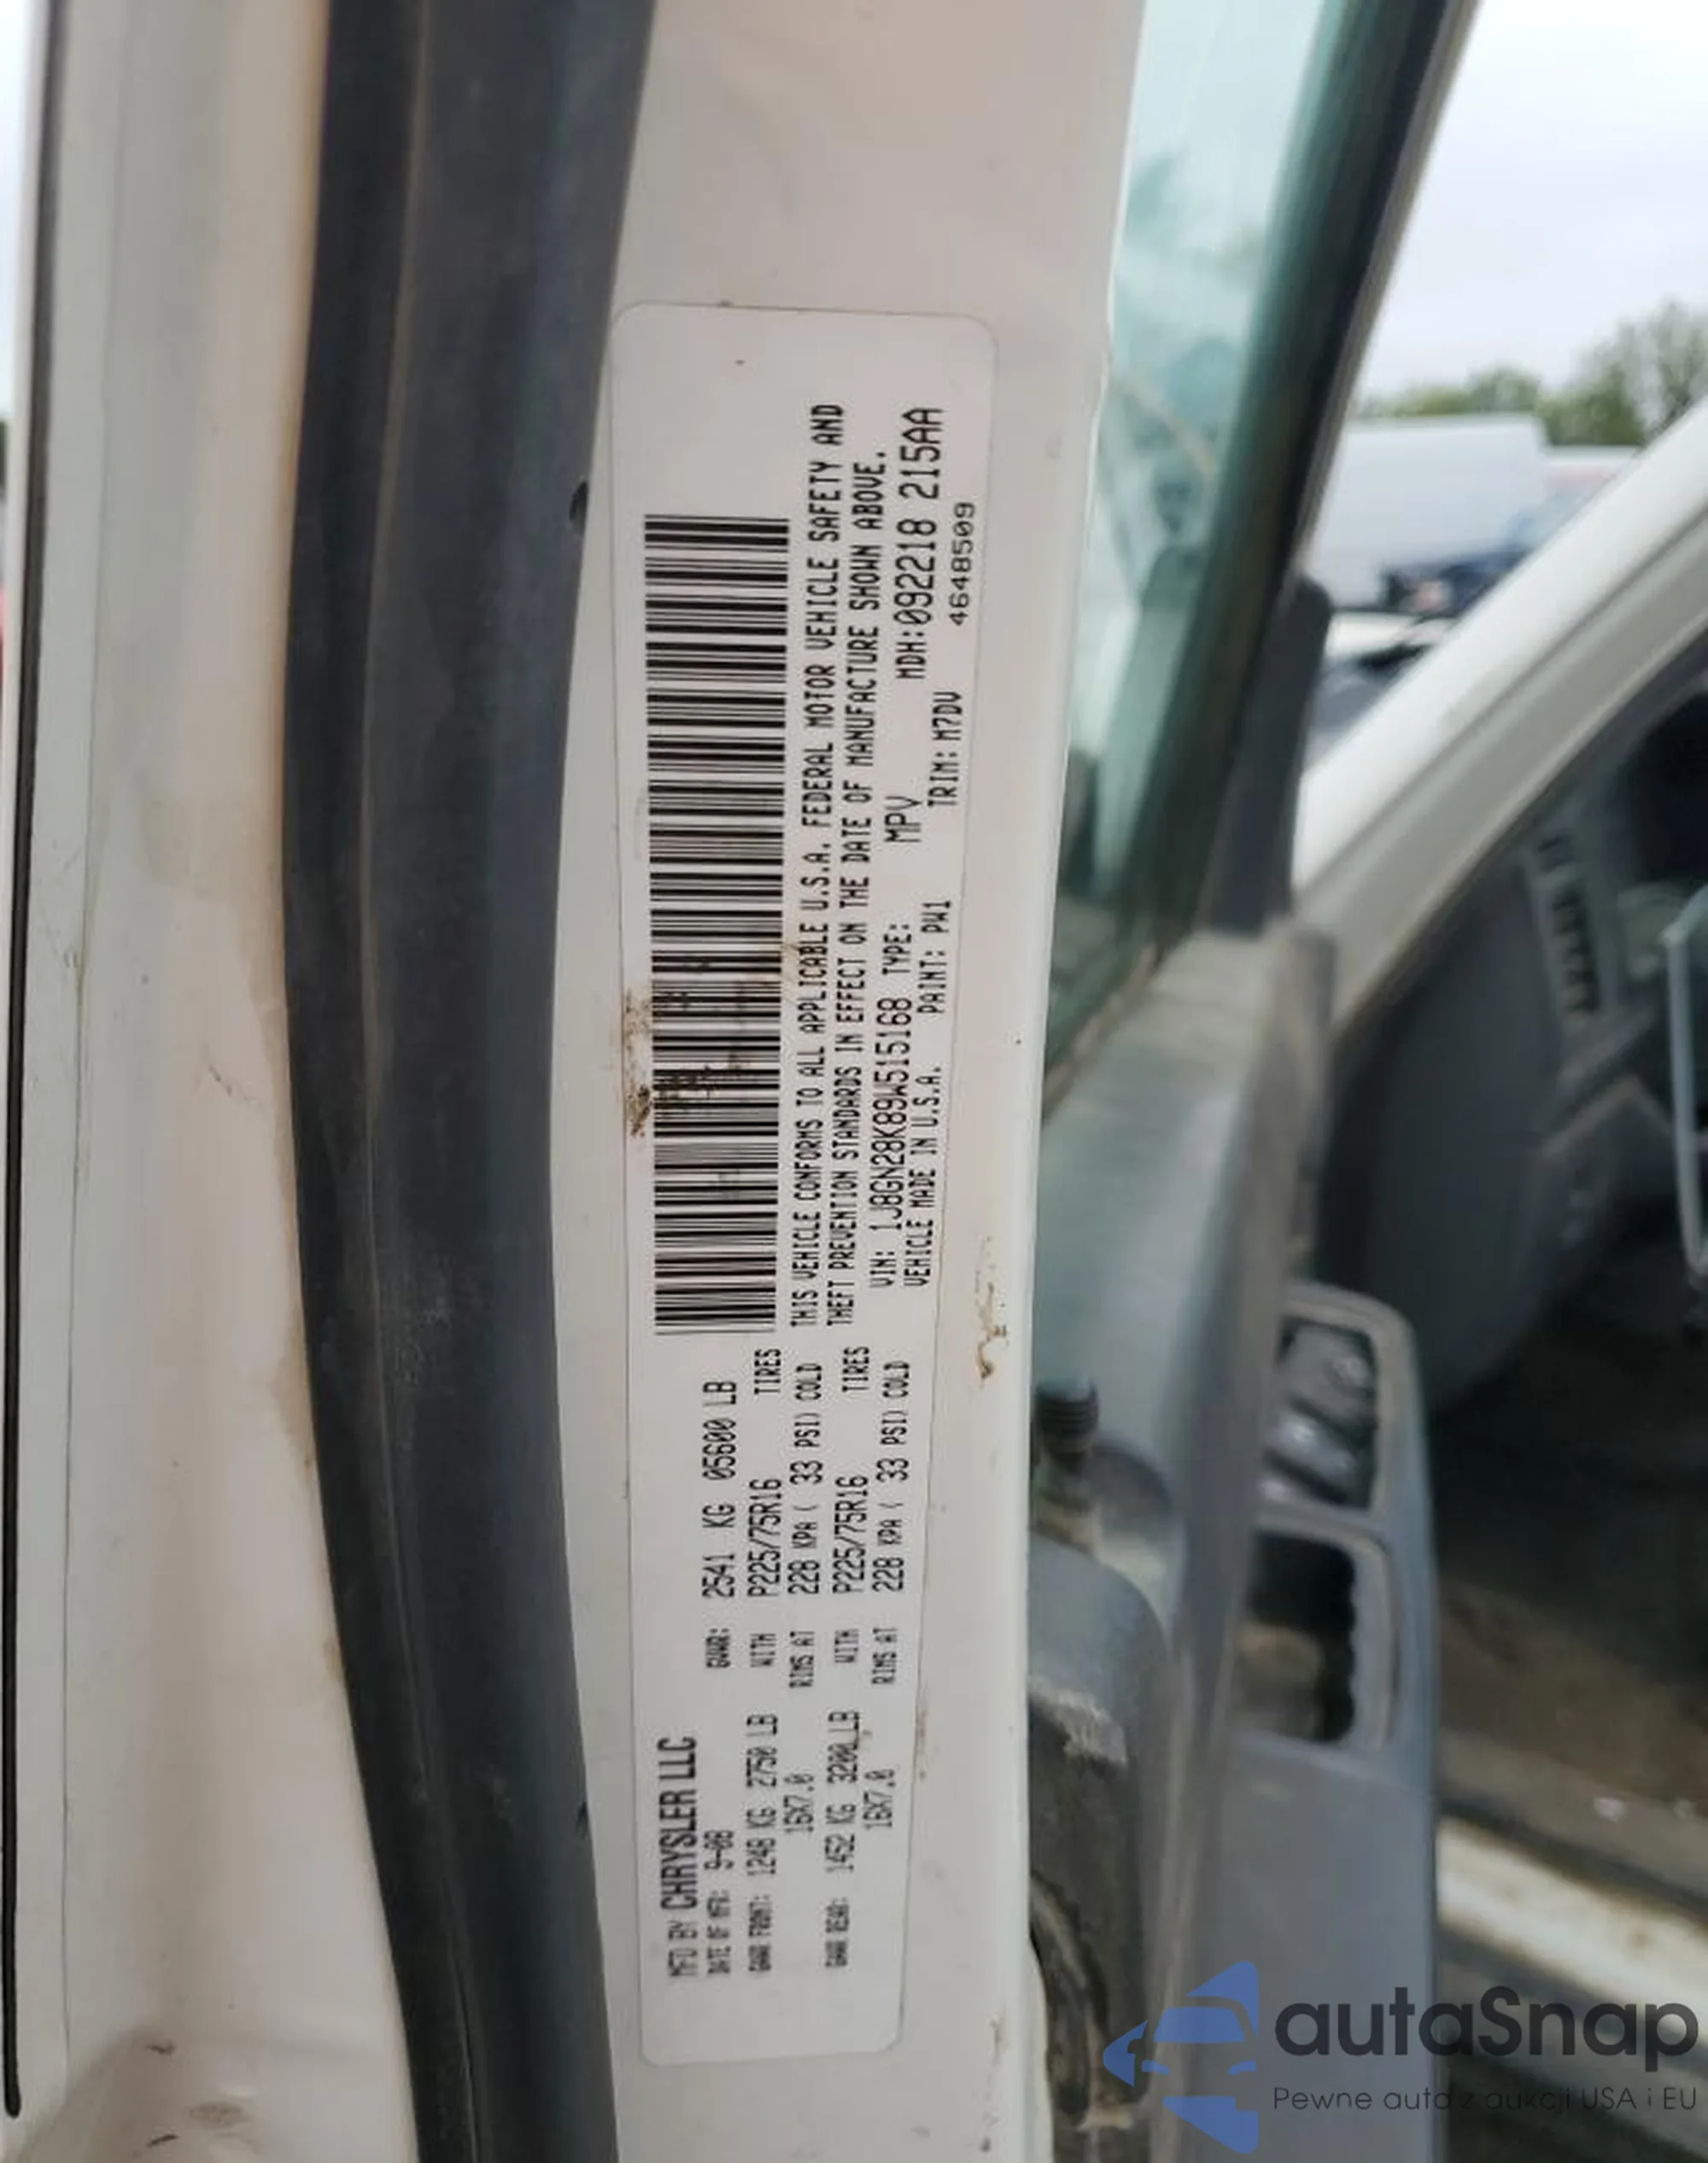 MFD BY CHRYSLER LLC
DATE OF MFR: 9-08 GVWR: 2541 KG 05600 LB
GAWR FRONT: 1248 KG 2750 LB WITH P225/75R16 TIRES
16X7.0 RIMS AT 228 KPA ( 33 PSI) COLD
GAWR REAR: 1452 KG 3200 LB WITH P225/75R16 TIRES
16X7.0 RIMS AT 228 KPA ( 33 PSI) COLD
THIS VEHICLE CONFORMS TO ALL APPLICABLE U.S.A. FEDERAL MOTOR VEHICLE SAFETY AND
THEFT PREVENTION STANDARDS IN EFFECT ON THE DATE OF MANUFACTURE SHOWN ABOVE.
VIN: 1J8GN28K89W515168 TYPE: MPV MDH:092218 215AA
VEHICLE MADE IN U.S.A. PAINT: PW1 TRIM: M7DV 4648509
autaSnap
Pewne auta z aukcji USA i EU